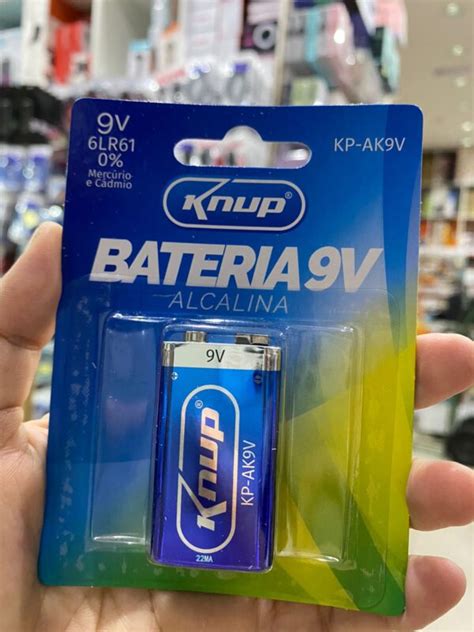 9V
6LR61
0%
Mercúrio
e Cádmio
KP-AK9V
Knup®
BATERIA 9V
ALCALINA
9V
Knup
KP-AK9V
22MA